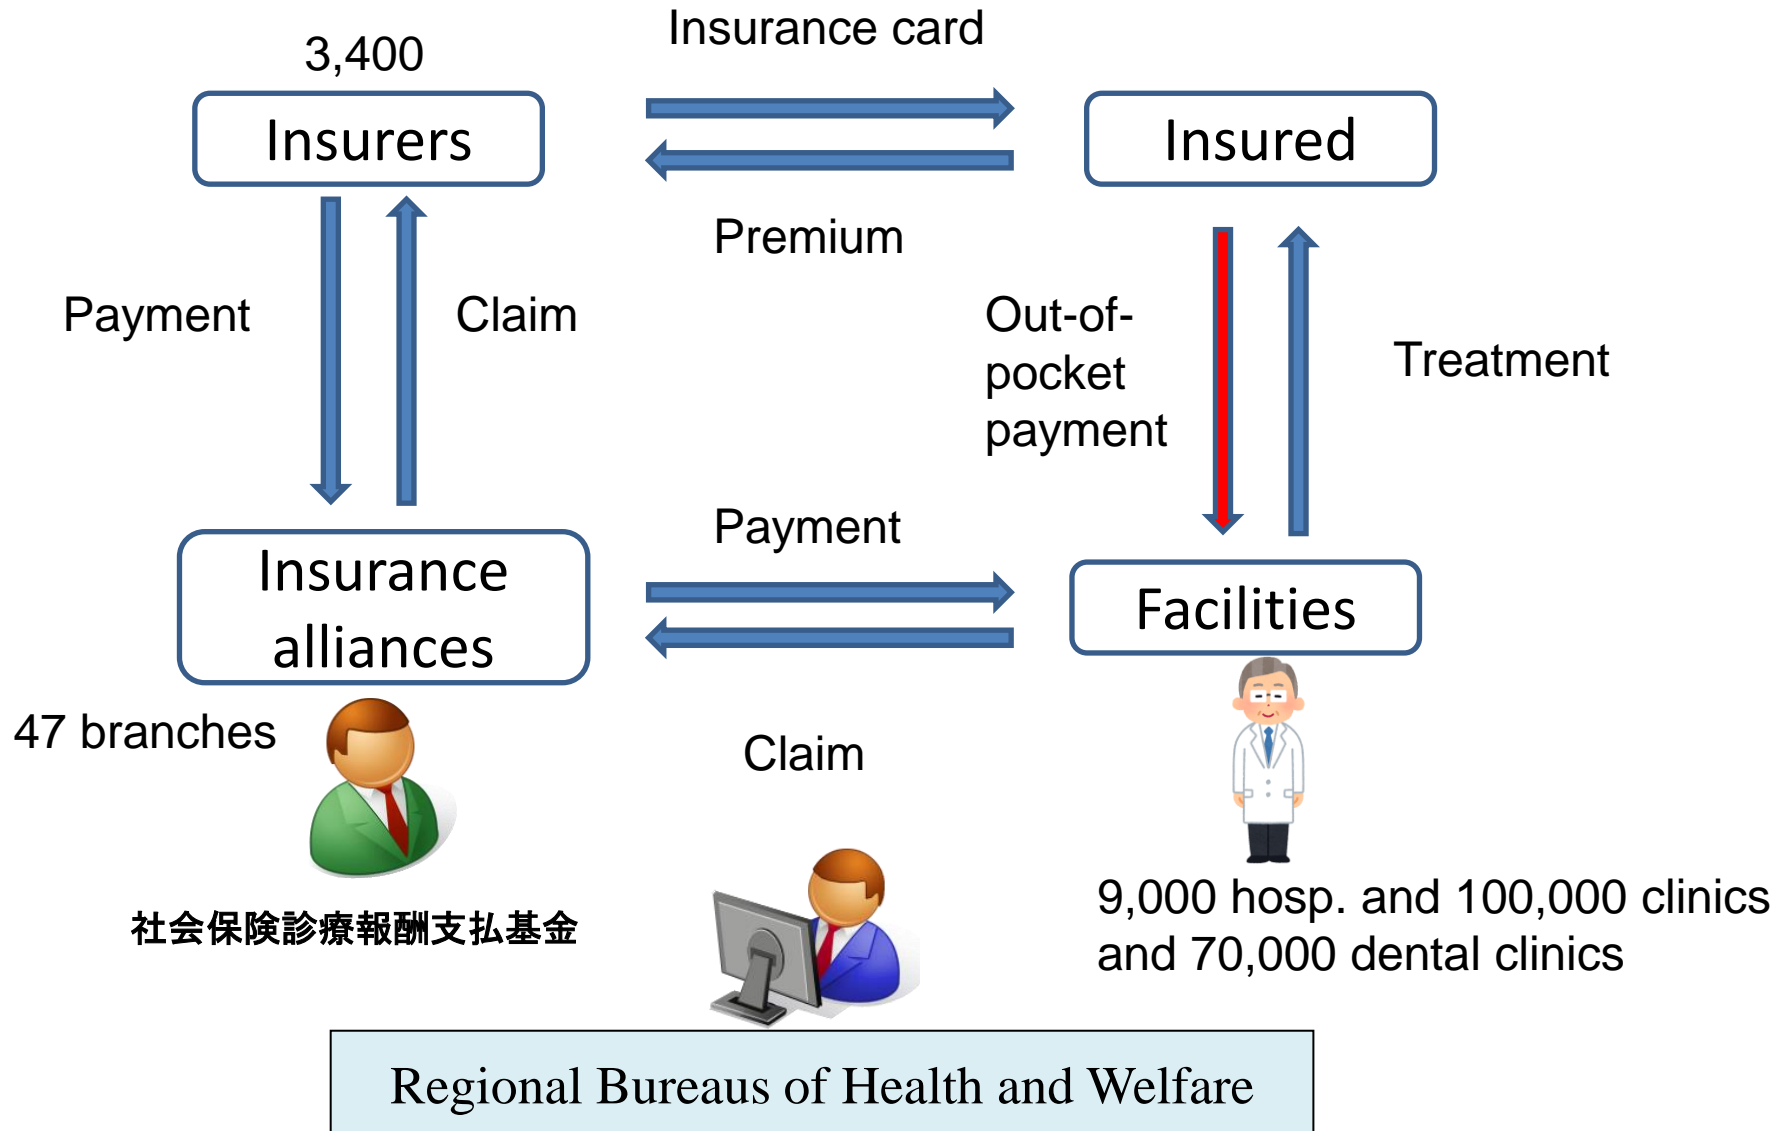 Insurance card
3,400
Insurers
Insured
Premium
Payment
Claim
Out-of-
pocket
payment
Treatment
Payment
Insurance
alliances
Facilities
47 branches
Claim
社会保険診療報酬支払基金
9,000 hosp. and 100,000 clinics
and 70,000 dental clinics
Regional Bureaus of Health and Welfare